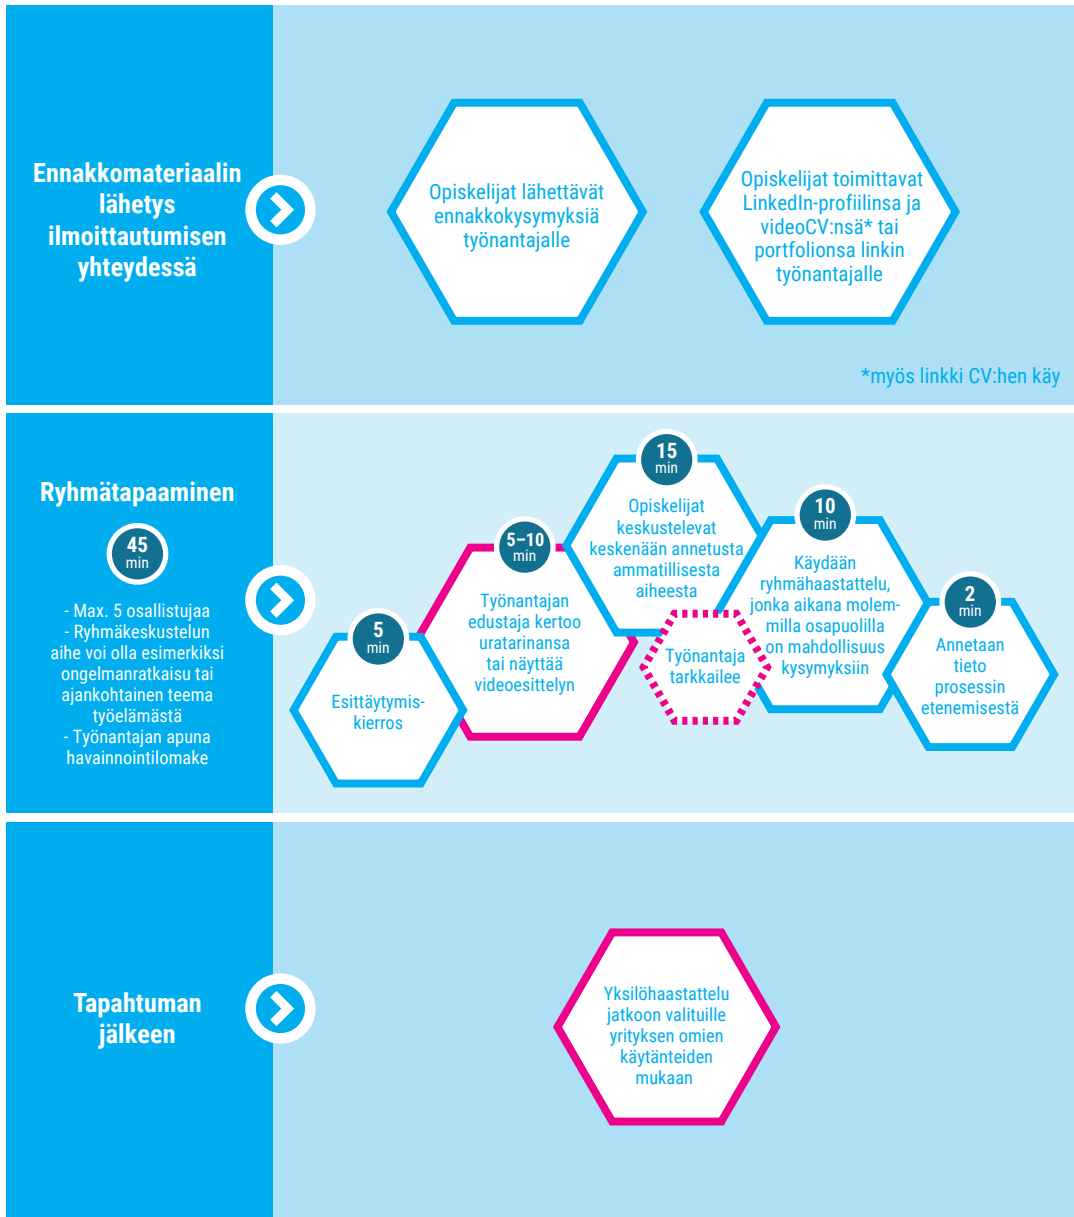 Ennakkomateriaalin
lähetys
ilmoittautumisen
yhteydessä
Opiskelijat lähettävät
ennakkokysymyksiä
työnantajalle
Opiskelijat toimittavat
LinkedIn-profiilinsa ja
videoCV:nsä* tai
portfolionsa linkin
työnantajalle
*myös linkki CV:hen käy
Ryhmätapaaminen
45
min
- Max. 5 osallistujaa
- Ryhmäkeskustelun
aihe voi olla esimerkiksi
ongelmanratkaisu tai
ajankohtainen teema
työelämästä
- Työnantajan apuna
havainnointilomake
5
min
Esittäytymis-
kierros
5–10
min
Työnantajan
edustaja kertoo
uratarinansa
tai näyttää
videoesittelyn
15
min
Opiskelijat
keskustelevat
keskenään annetusta
ammatillisesta
aiheesta
Työnantaja
tarkkailee
10
min
Käydään
ryhmähaastattelu,
jonka aikana molem-
milla osapuolilla
on mahdollisuus
kysymyksiin
2
min
Annetaan
tieto
prosessin
etenemisestä
Tapahtuman
jälkeen
Yksilöhaastattelu
jatkoon valituille
yrityksen omien
käytänteiden
mukaan